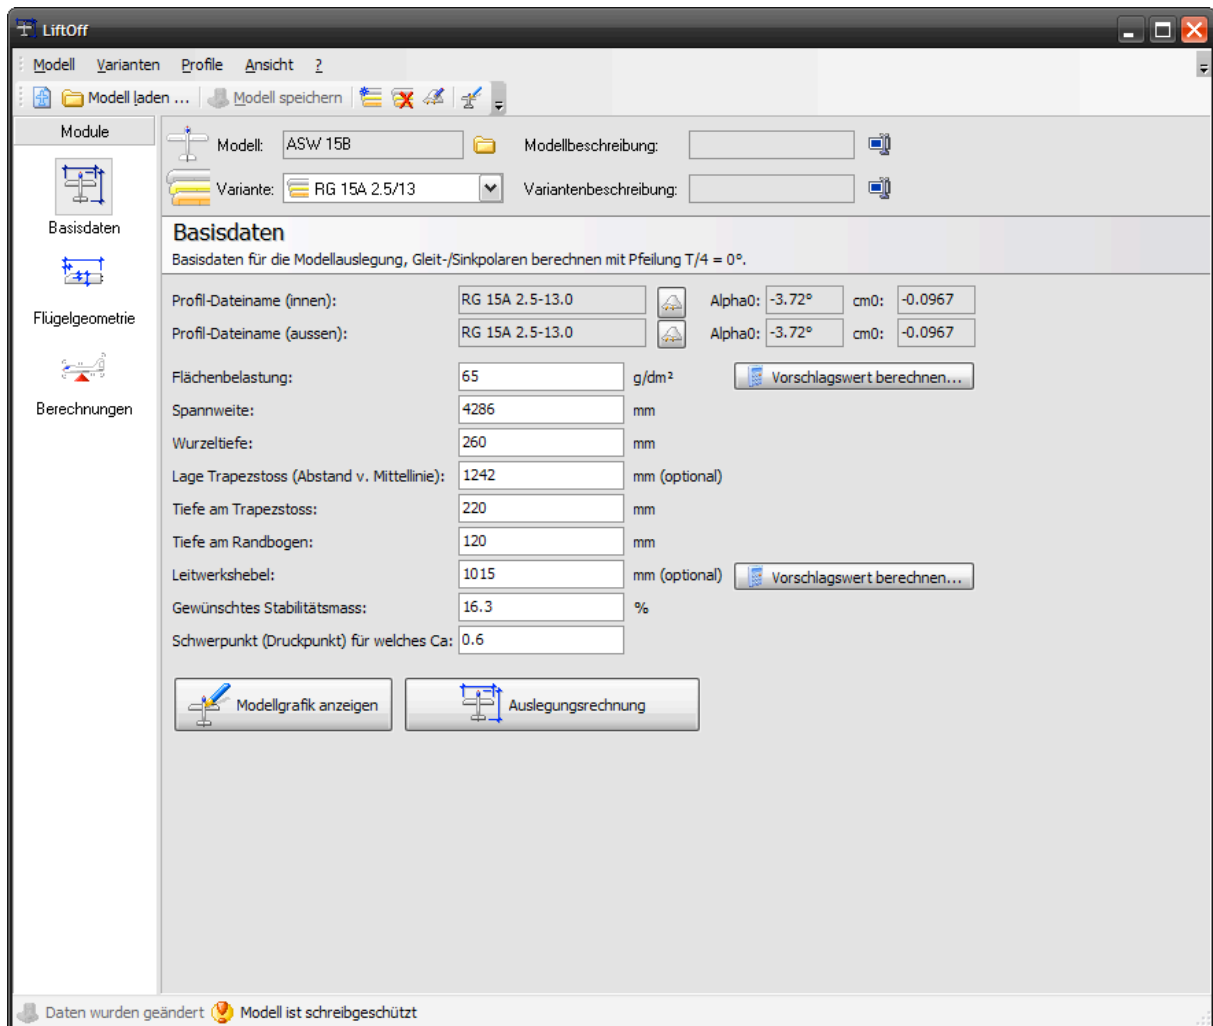 LiftOff
Modell Varianten Profile Ansicht ?
Modell laden ... Modell speichern
Module
Modell: ASW 15B Modellbeschreibung:
Variante: RG 15A 2.5/13 Variantenbeschreibung:
Basisdaten
Flügelgeometrie
Berechnungen
Basisdaten
Basisdaten für die Modellauslegung, Gleit-/Sinkpolaren berechnen mit Pfeilung T/4 = 0°.
Profil-Dateiname (innen): RG 15A 2.5-13.0 Alpha0: -3.72° cm0: -0.0967
Profil-Dateiname (aussen): RG 15A 2.5-13.0 Alpha0: -3.72° cm0: -0.0967
Flächenbelastung: 65 g/dm² Vorschlagswert berechnen...
Spannweite: 4286 mm
Wurzeltiefe: 260 mm
Lage Trapezstoss (Abstand v. Mittellinie): 1242 mm (optional)
Tiefe am Trapezstoss: 220 mm
Tiefe am Randbogen: 120 mm
Leitwerkshebel: 1015 mm (optional) Vorschlagswert berechnen...
Gewünschtes Stabilitätsmass: 16.3 %
Schwerpunkt (Druckpunkt) für welches Ca: 0.6
Modellgrafik anzeigen Auslegungsrechnung
Daten wurden geändert Modell ist schreibgeschützt